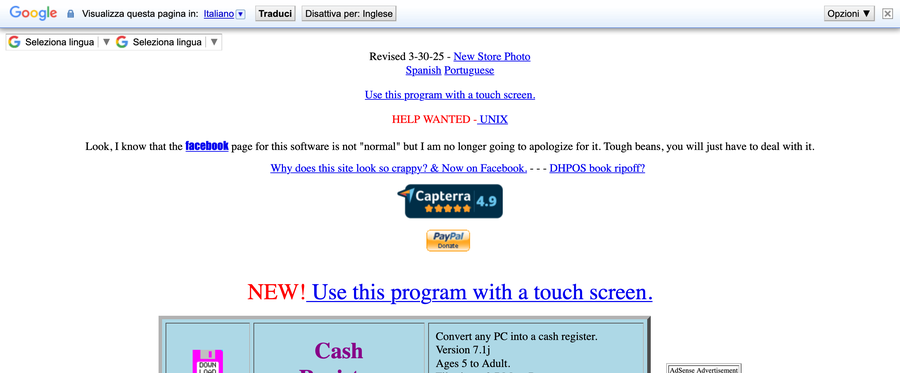 Google Visualizza questa pagina in: Italiano Traduci Disattiva per: Inglese Opzioni ▼
G Seleziona lingua ▼ G Seleziona lingua ▼
Revised 3-30-25 - New Store Photo
Spanish Portuguese
Use this program with a touch screen.
HELP WANTED - UNIX
Look, I know that the facebook page for this software is not "normal" but I am no longer going to apologize for it. Tough beans, you will just have to deal with it.
Why does this site look so crappy? & Now on Facebook. - - - DHPOS book ripoff?
Capterra 4.9
PayPal
Donate
NEW! Use this program with a touch screen.
DOWN
LOAD
Cash
Convert any PC into a cash register.
Version 7.1j
Ages 5 to Adult.
AdSense Advertisement